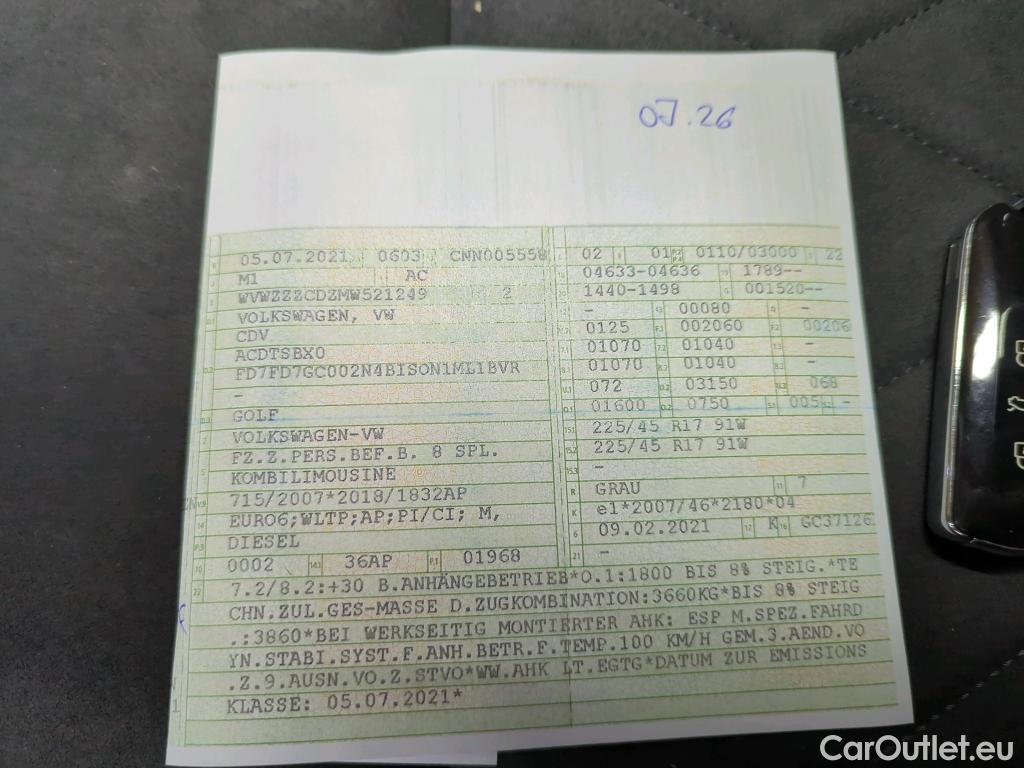 07.26
05.07.2021 0603 CNN005558
M1 AC
WVWZZZCDZMW521249 2
VOLKSWAGEN, VW
CDV
ACDTSBX0
FD7FD7GC002N4BISON1ML1BVR
-
GOLF
VOLKSWAGEN-VW
FZ.Z.PERS.BEF.B. 8 SPL.
KOMBILIMOUSINE
715/2007*2018/1832AP
EURO6;WLTP;AP;PI/CI; M,
DIESEL
0002 36AP 01968
02 01 0110/03000 22
04633-04636 1789--
1440-1498 001520--
- 00080 -
0125 002060 00206
01070 01040 -
01070 01040 -
072 03150 068
01600 0750 005 -
225/45 R17 91W
225/45 R17 91W
-
GRAU 7
e1*2007/46*2180*04
09.02.2021 K GC37126
-
7.2/8.2:+30 B.ANHÄNGEBETRIEB*O.1:1800 BIS 8% STEIG.*TE
CHN.ZUL.GES-MASSE D.ZUGKOMBINATION:3660KG*BIS 8% STEIG
.:3860*BEI WERKSEITIG MONTIERTER AHK: ESP M.SPEZ.FAHRD
YN.STABI.SYST.F.ANH.BETR.F.TEMP.100 KM/H GEM.3.AEND.VO
.Z.9.AUSN.VO.Z.STVO*WW.AHK LT.EGTG*DATUM ZUR EMISSIONS
KLASSE: 05.07.2021*
CarOutlet.eu